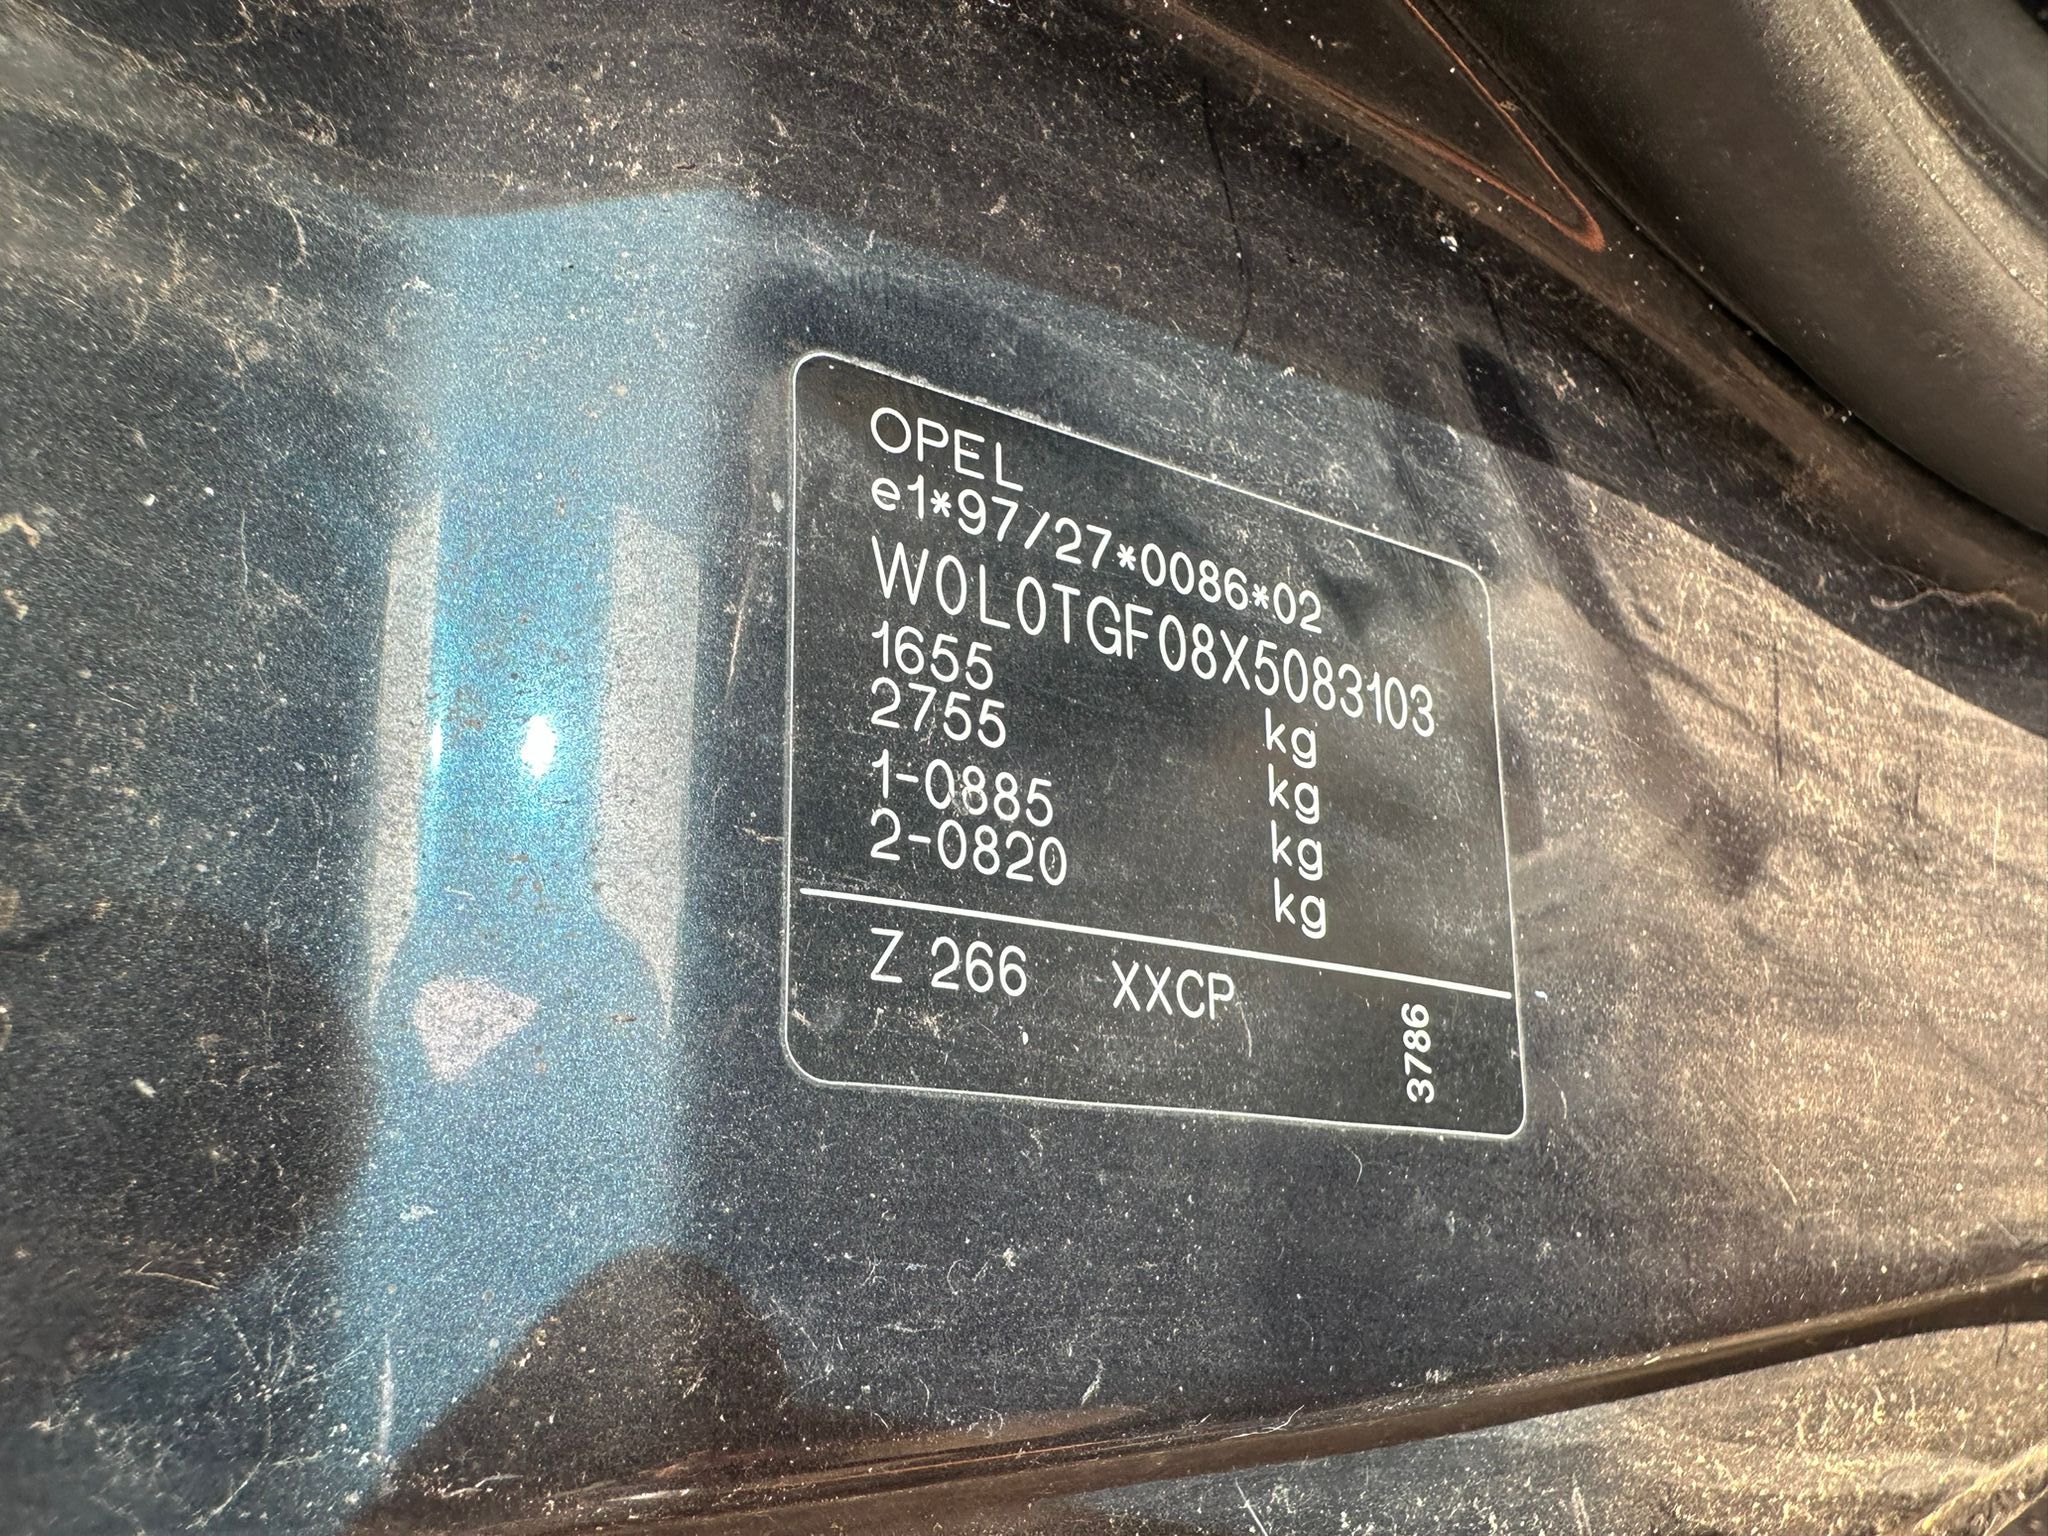 OPEL
e1*97/27*0086*02
W0L0TGF08X5083103
1655 kg
2755 kg
1-0885 kg
2-0820 kg
Z 266 XXCP
3786